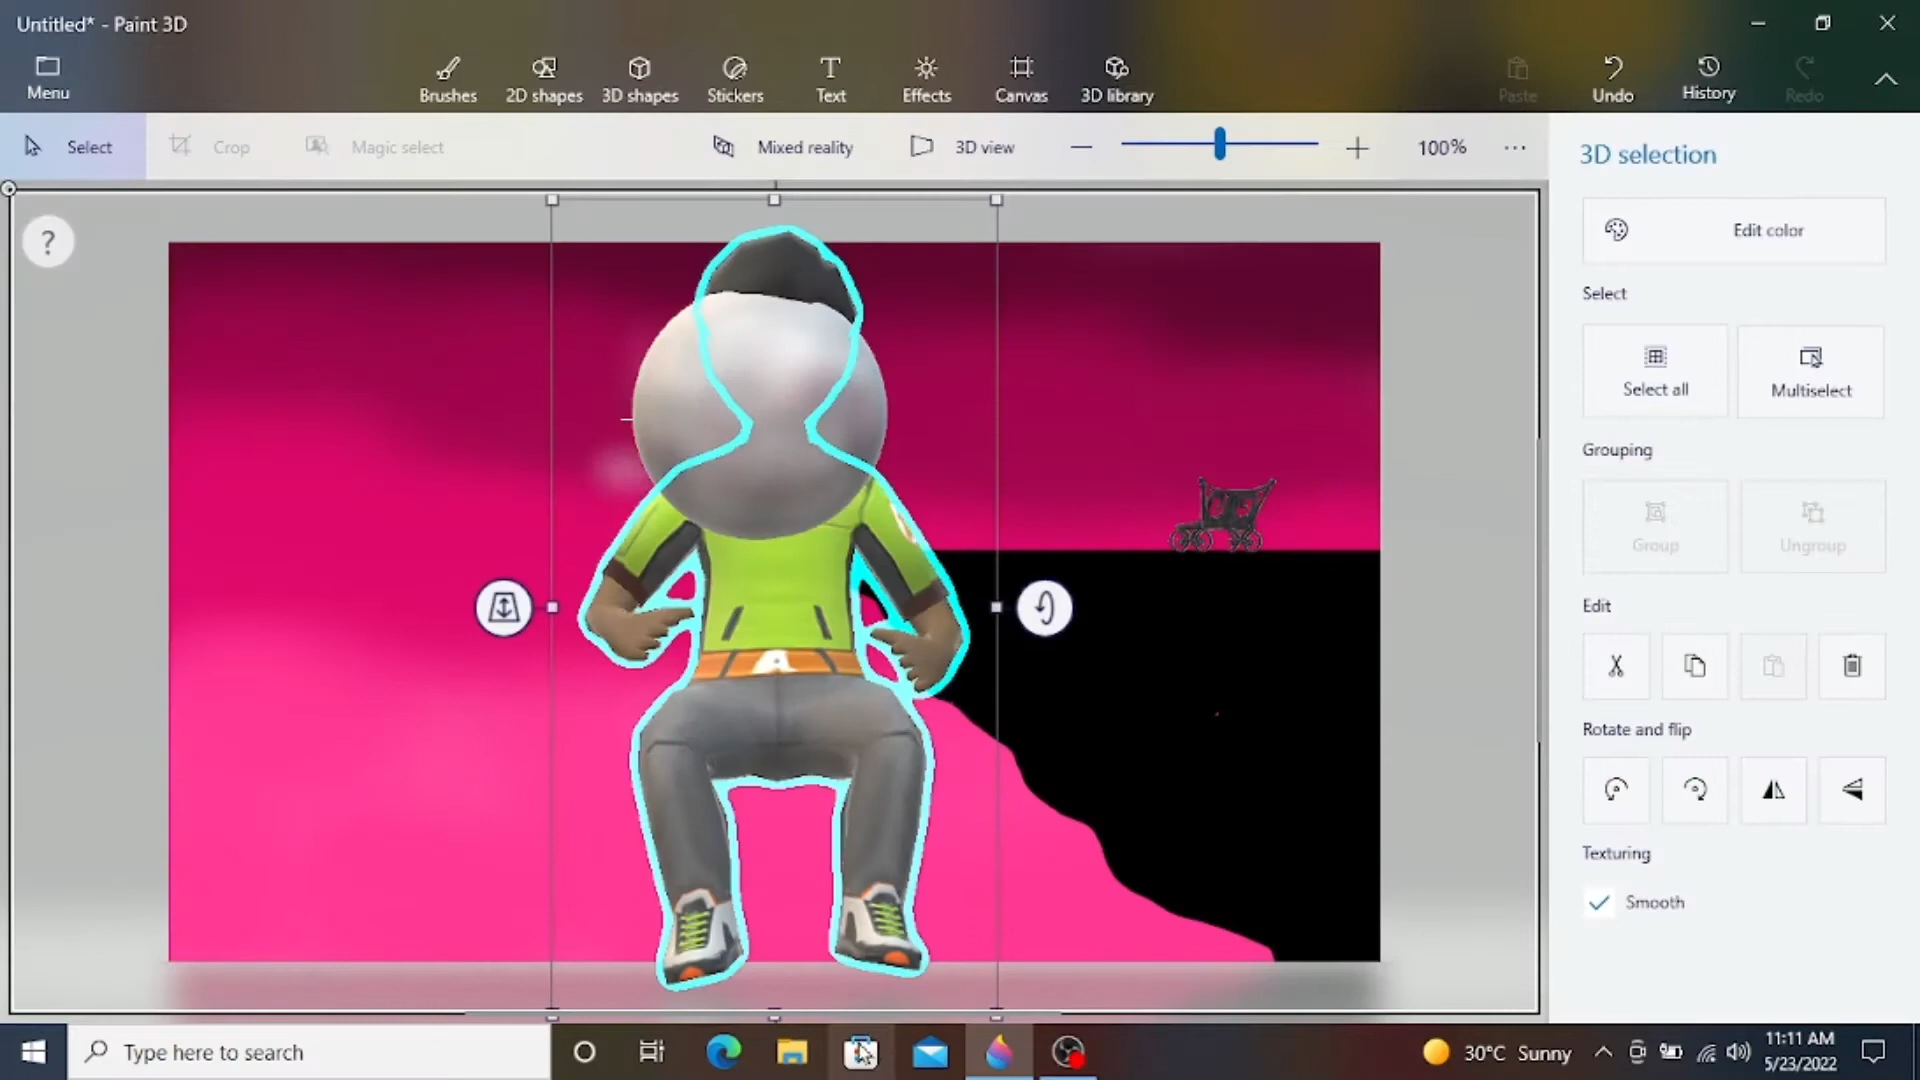 Untitled* - Paint 3D
Menu
Brushes
2D shapes
3D shapes
Stickers
Text
Effects
Canvas
3D library
Paste
Undo
History
Redo
Select
Crop
Magic select
Mixed reality
3D view
100%
3D selection
Edit color
Select
Select all
Multiselect
Grouping
Group
Ungroup
Edit
Rotate and flip
Texturing
Smooth
Type here to search
30°C Sunny
11:11 AM
5/23/2022